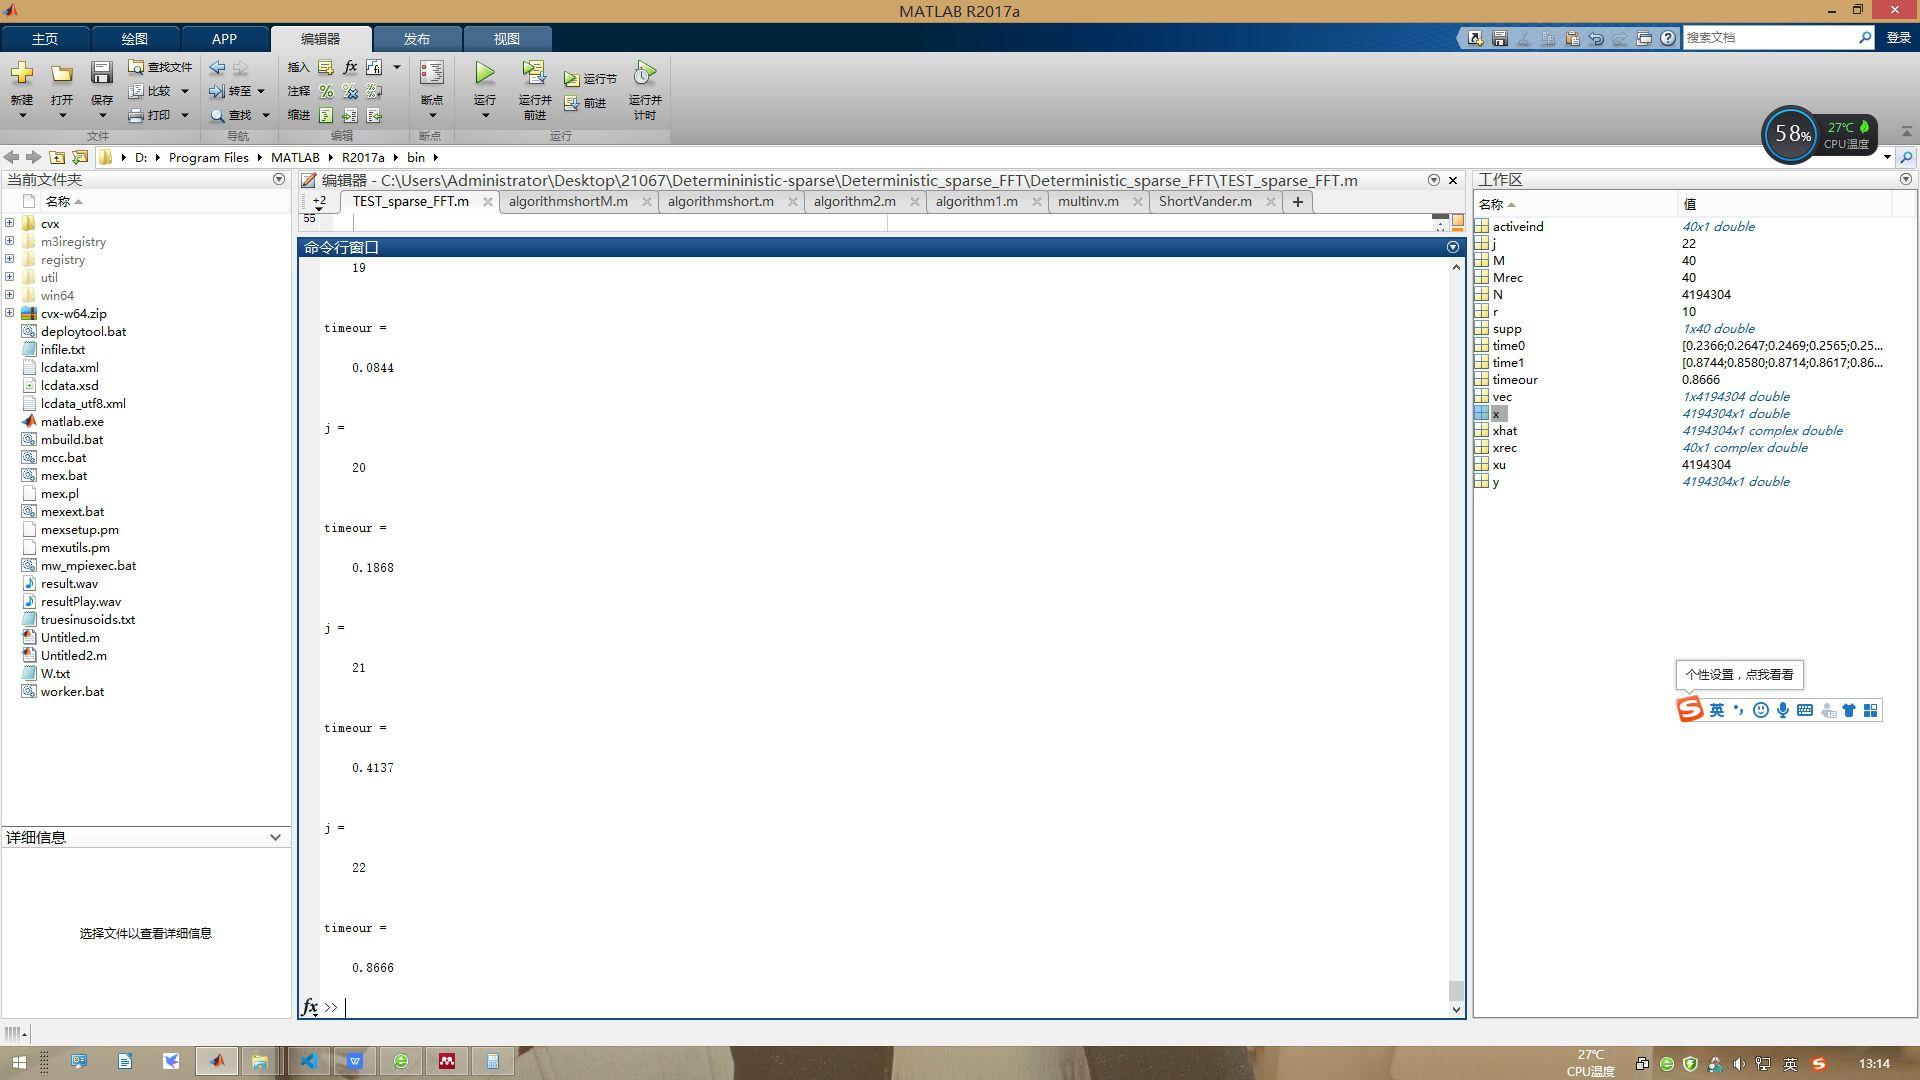 MATLAB R2017a
主页 绘图 APP 编辑器 发布 视图
搜索文档 登录
新建 打开 保存 查找文件 比较 打印
文件
转至 查找
导航
插入 fx
注释
缩进
编辑
断点
断点
运行 运行并前进 运行节 前进 运行并计时
运行
58% 27℃ CPU温度
D: Program Files MATLAB R2017a bin
当前文件夹
名称
cvx
m3iregistry
registry
util
win64
cvx-w64.zip
deploytool.bat
infile.txt
lcdata.xml
lcdata.xsd
lcdata_utf8.xml
matlab.exe
mbuild.bat
mcc.bat
mex.bat
mex.pl
mexext.bat
mexsetup.pm
mexutils.pm
mw_mpiexec.bat
result.wav
resultPlay.wav
truesinusoids.txt
Untitled.m
Untitled2.m
W.txt
worker.bat
详细信息
选择文件以查看详细信息
编辑器 - C:\Users\Administrator\Desktop\21067\Determininistic-sparse\Deterministic_sparse_FFT\Deterministic_sparse_FFT\TEST_sparse_FFT.m
+2 TEST_sparse_FFT.m algorithmshortM.m algorithmshort.m algorithm2.m algorithm1.m multinv.m ShortVander.m
55
命令行窗口
19
timeour =
0.0844
j =
20
timeour =
0.1868
j =
21
timeour =
0.4137
j =
22
timeour =
0.8666
fx >>
工作区
名称 值
activeind 40x1 double
j 22
M 40
Mrec 40
N 4194304
r 10
supp 1x40 double
time0 [0.2366;0.2647;0.2469;0.2565;0.25...
time1 [0.8744;0.8580;0.8714;0.8617;0.86...
timeour 0.8666
vec 1x4194304 double
x 4194304x1 double
xhat 4194304x1 complex double
xrec 40x1 complex double
xu 4194304
y 4194304x1 double
个性设置，点我看看
S 英
27℃
CPU温度
英
13:14